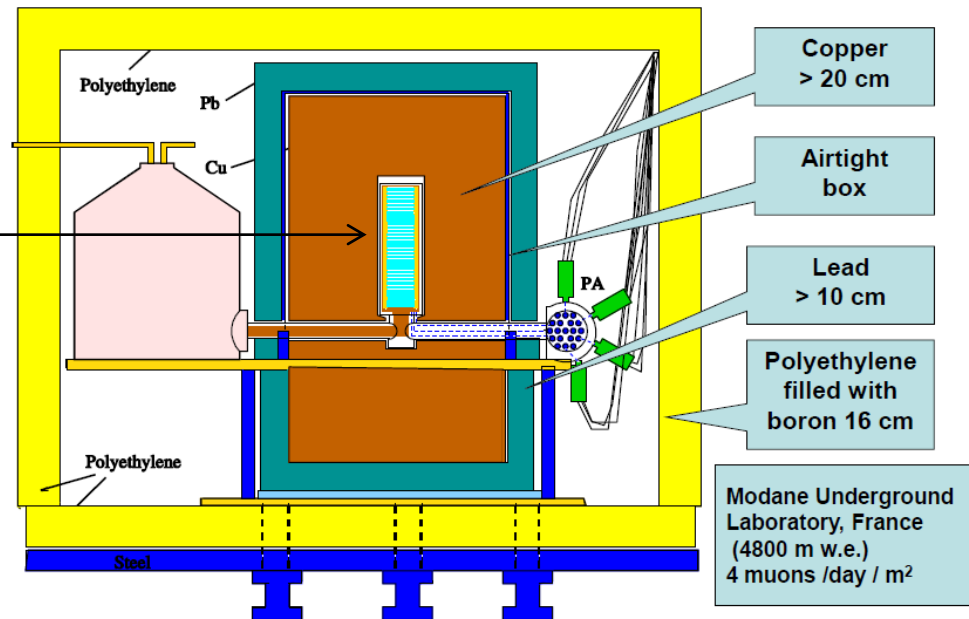 Polyethylene
Pb
Cu
PA
Polyethylene
Steel
Copper
> 20 cm
Airtight
box
Lead
> 10 cm
Polyethylene
filled with
boron 16 cm
Modane Underground
Laboratory, France
(4800 m w.e.)
4 muons /day / m²